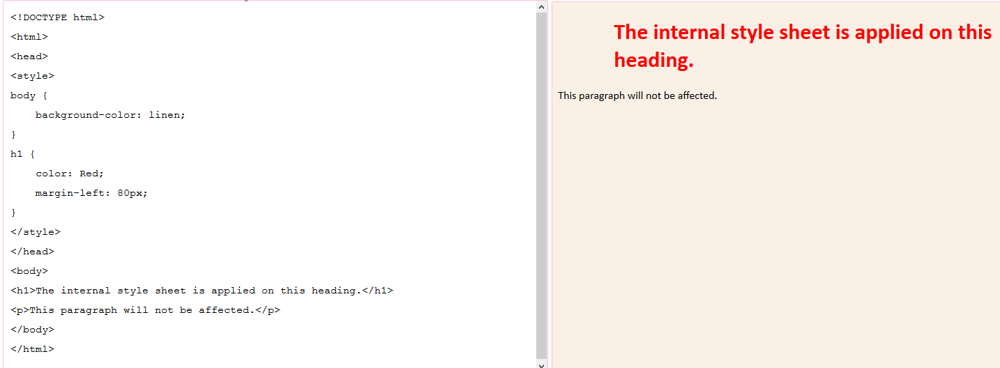 <!DOCTYPE html>
<html>
<head>
<style>
body {
    background-color: linen;
}
h1 {
    color: Red;
    margin-left: 80px;
}
</style>
</head>
<body>
<h1>The internal style sheet is applied on this heading.</h1>
<p>This paragraph will not be affected.</p>
</body>
</html>
The internal style sheet is applied on this
heading.
This paragraph will not be affected.